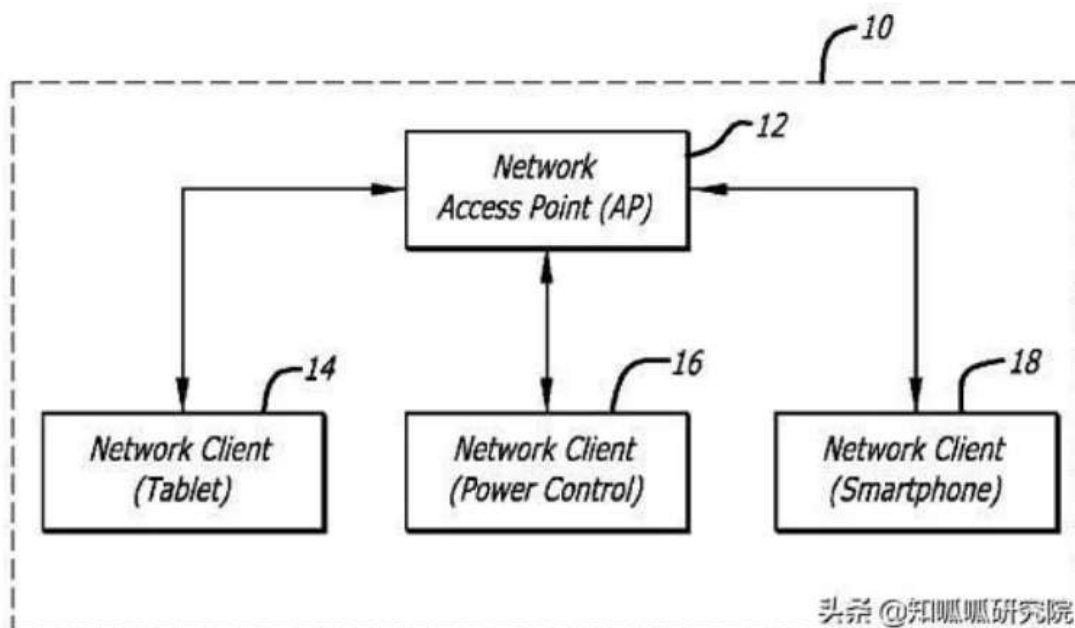 10
12
Network
Access Point (AP)
14
16
18
Network Client
(Tablet)
Network Client
(Power Control)
Network Client
(Smartphone)
头条 @知呱呱研究院